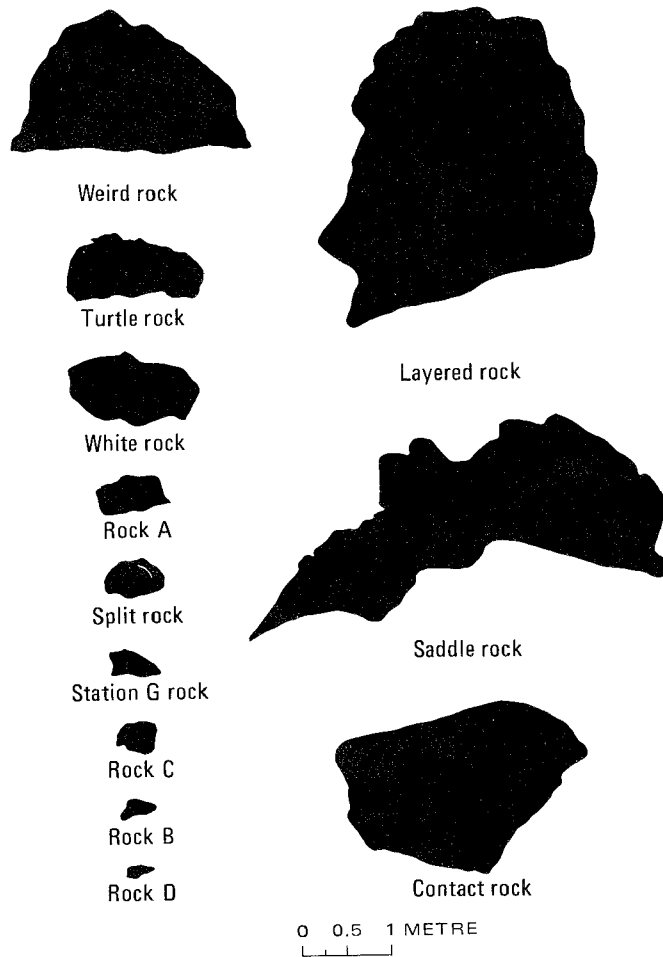 Weird rock
Turtle rock
White rock
Rock A
Split rock
Station G rock
Rock C
Rock B
Rock D
Layered rock
Saddle rock
Contact rock
0 0.5 1 METRE